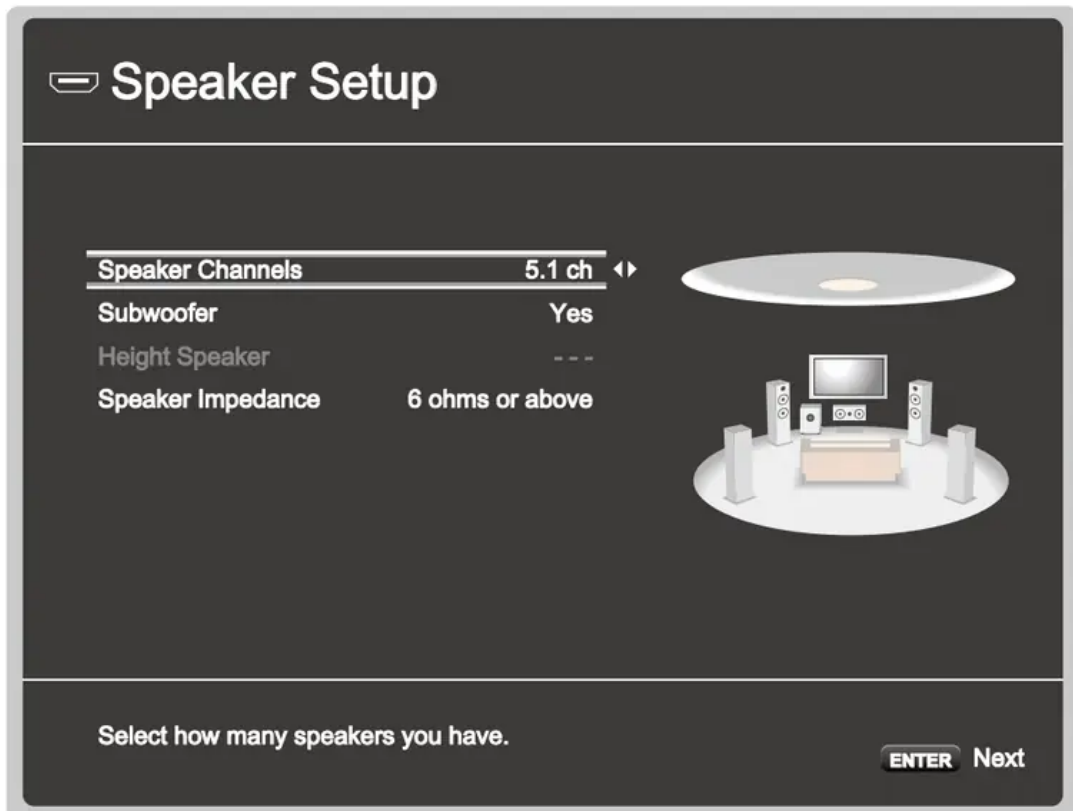 Speaker Setup
Speaker Channels 5.1 ch
Subwoofer Yes
Height Speaker ---
Speaker Impedance 6 ohms or above
Select how many speakers you have.
ENTER Next